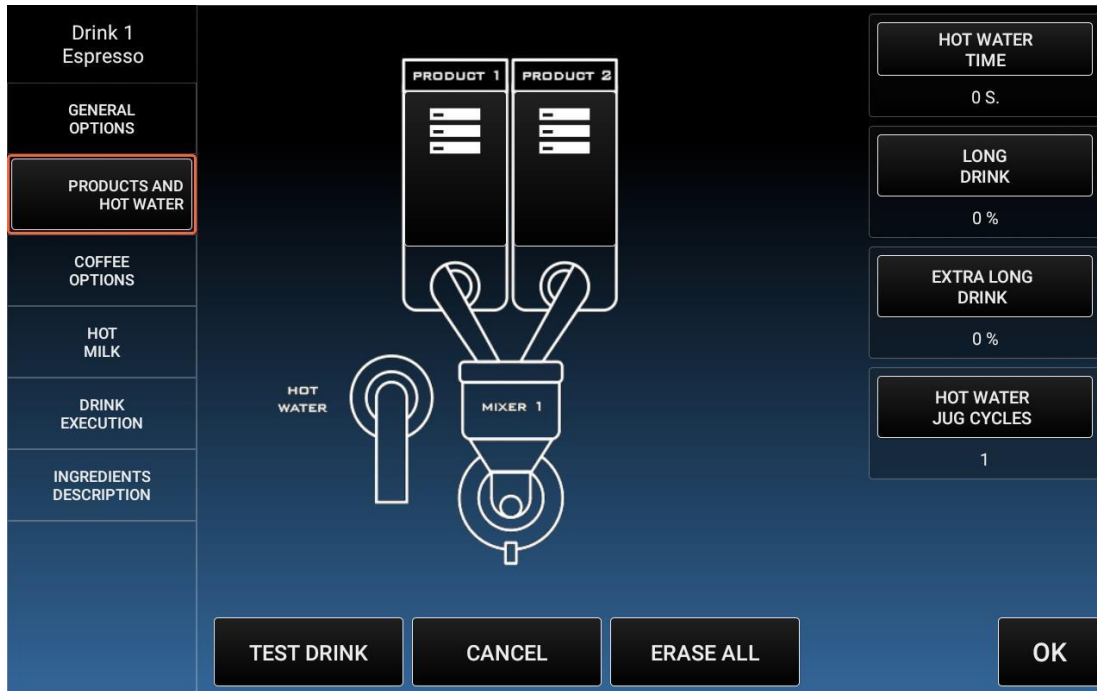 Drink 1
Espresso
GENERAL
OPTIONS
PRODUCTS AND
HOT WATER
COFFEE
OPTIONS
HOT
MILK
DRINK
EXECUTION
INGREDIENTS
DESCRIPTION
PRODUCT 1
PRODUCT 2
HOT
WATER
MIXER 1
HOT WATER
TIME
0 S.
LONG
DRINK
0 %
EXTRA LONG
DRINK
0 %
HOT WATER
JUG CYCLES
1
TEST DRINK
CANCEL
ERASE ALL
OK